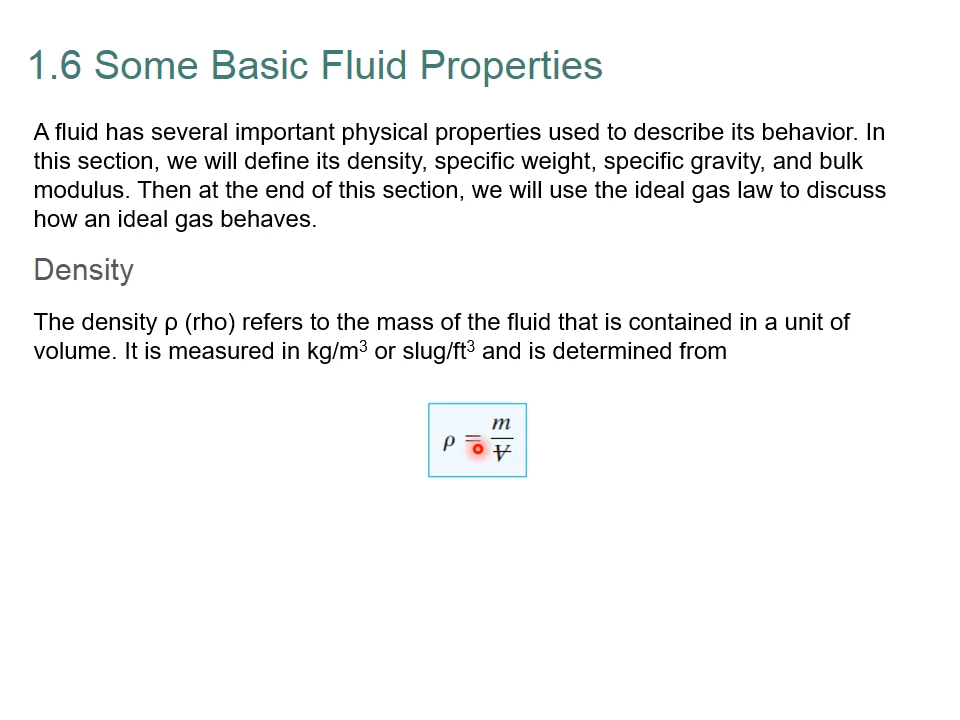 1.6 Some Basic Fluid Properties
A fluid has several important physical properties used to describe its behavior. In
this section, we will define its density, specific weight, specific gravity, and bulk
modulus. Then at the end of this section, we will use the ideal gas law to discuss
how an ideal gas behaves.
Density
The density ρ (rho) refers to the mass of the fluid that is contained in a unit of
volume. It is measured in kg/m³ or slug/ft³ and is determined from
ρ = m/V̶